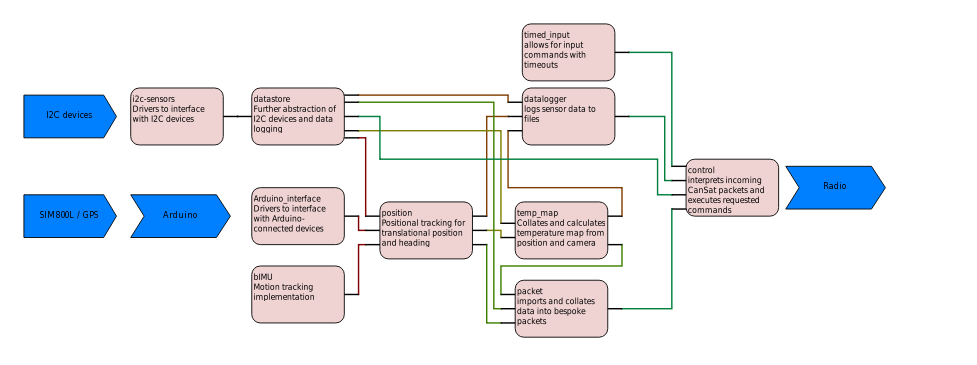 timed_input
allows for input
commands with
timeouts
I2C devices
i2c-sensors
Drivers to interface
with I2C devices
datastore
Further abstraction of
I2C devices and data
logging
datalogger
logs sensor data to
files
control
interprets incoming
CanSat packets and
executes requested
commands
Radio
SIM800L / GPS
Arduino
Arduino_interface
Drivers to interface
with Arduino-
connected devices
position
Positional tracking for
translational position
and heading
temp_map
Collates and calculates
temperature map from
position and camera
bIMU
Motion tracking
implementation
packet
imports and collates
data into bespoke
packets